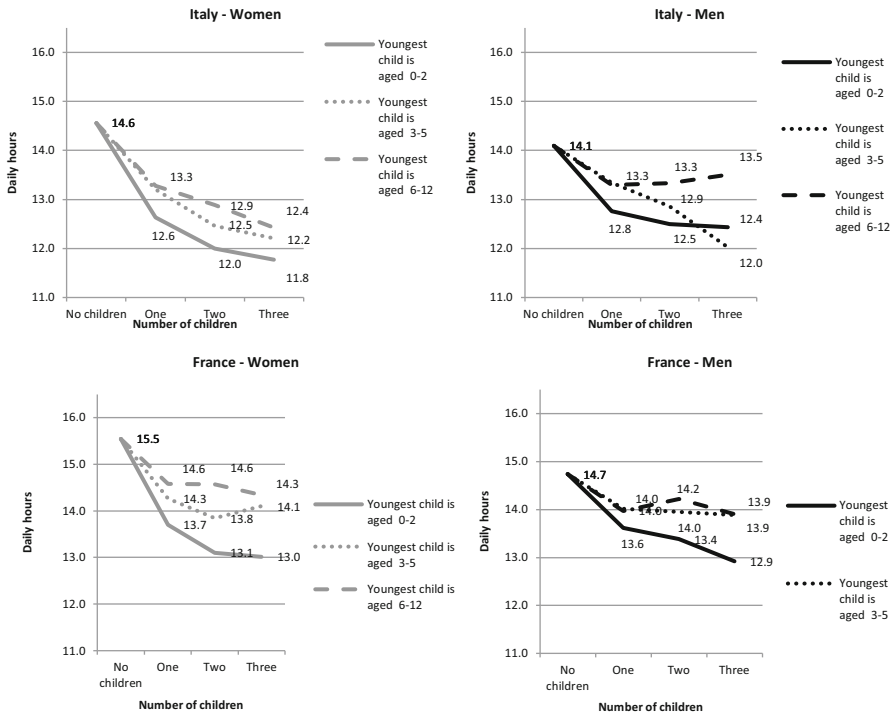 Italy - Women
16.0
15.0
14.0
13.0
12.0
11.0
Daily hours
14.6
13.3
12.9
12.4
12.5
12.2
12.6
12.0
11.8
No children
One
Two
Three
Number of children
Youngest
child is
aged 0-2
Youngest
child is
aged 3-5
Youngest
child is
aged 6-12
Italy - Men
16.0
15.0
14.0
13.0
12.0
11.0
Daily hours
14.1
13.3
13.3
13.5
12.9
12.8
12.5
12.4
12.0
No children
One
Two
Three
Number of children
Youngest
child is
aged 0-2
Youngest
child is
aged 3-5
Youngest
child is
aged 6-12
France - Women
16.0
15.0
14.0
13.0
12.0
11.0
Daily hours
15.5
14.6
14.6
14.3
14.3
14.1
13.7
13.8
13.1
13.0
No
children
One
Two
Three
Number of children
Youngest child is
aged 0-2
Youngest child is
aged 3-5
Youngest child is
aged 6-12
France - Men
16.0
15.0
14.0
13.0
12.0
11.0
Daily hours
14.7
14.0
14.2
13.9
14.0
13.9
13.6
14.0
13.4
12.9
No
children
One
Two
Three
Number of children
Youngest
child is
aged 0-2
Youngest
child is
aged 3-5